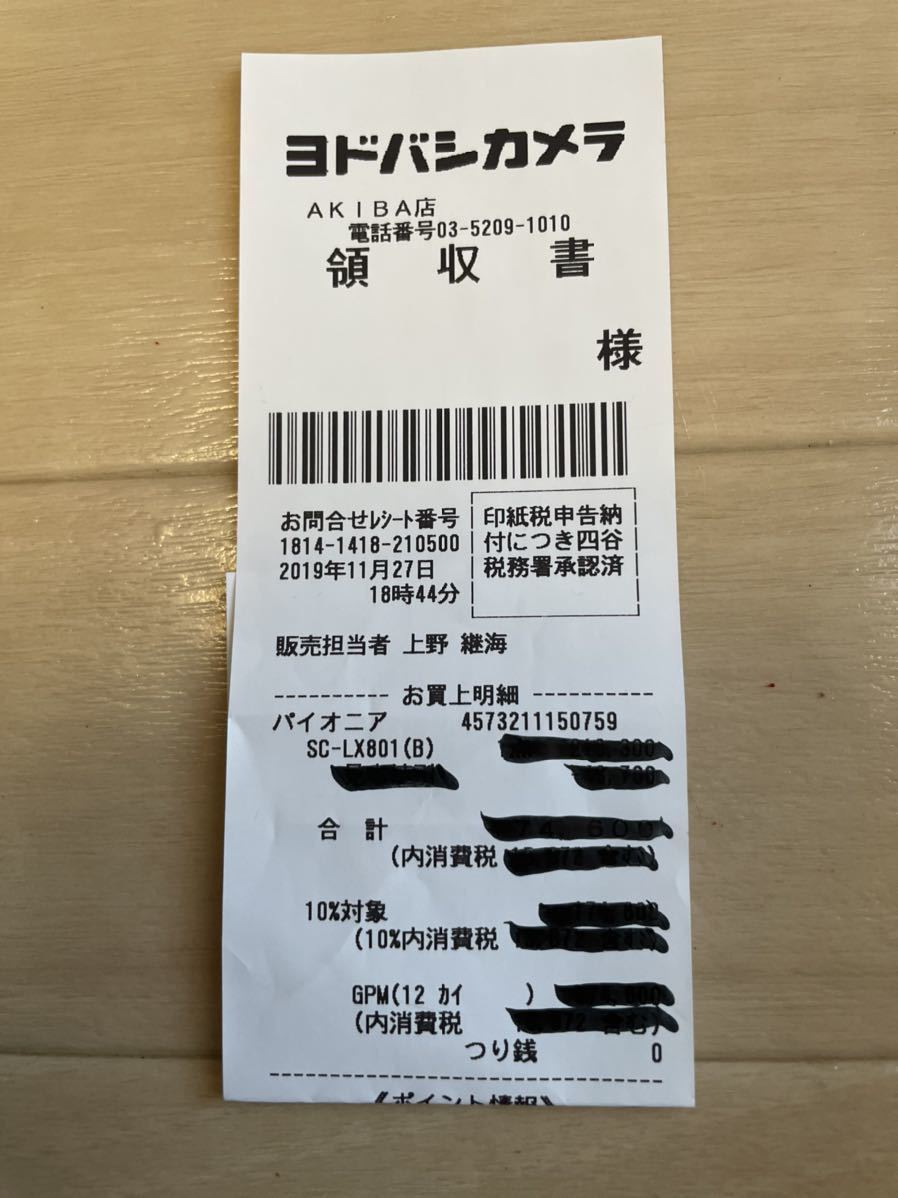 ヨドバシカメラ
AKIBA店
電話番号03-5209-1010
領 収 書
様
お問合せﾚｼｰﾄ番号
1814-1418-210500
2019年11月27日
18時44分
印紙税申告納
付につき四谷
税務署承認済
販売担当者 上野 継海
---------- お買上明細 ----------
パイオニア 4573211150759
SC-LX801(B)
合 計
(内消費税
10%対象
(10%内消費税
GPM(12 ｶｲ )
(内消費税
つり銭 0
《ポイント情報》